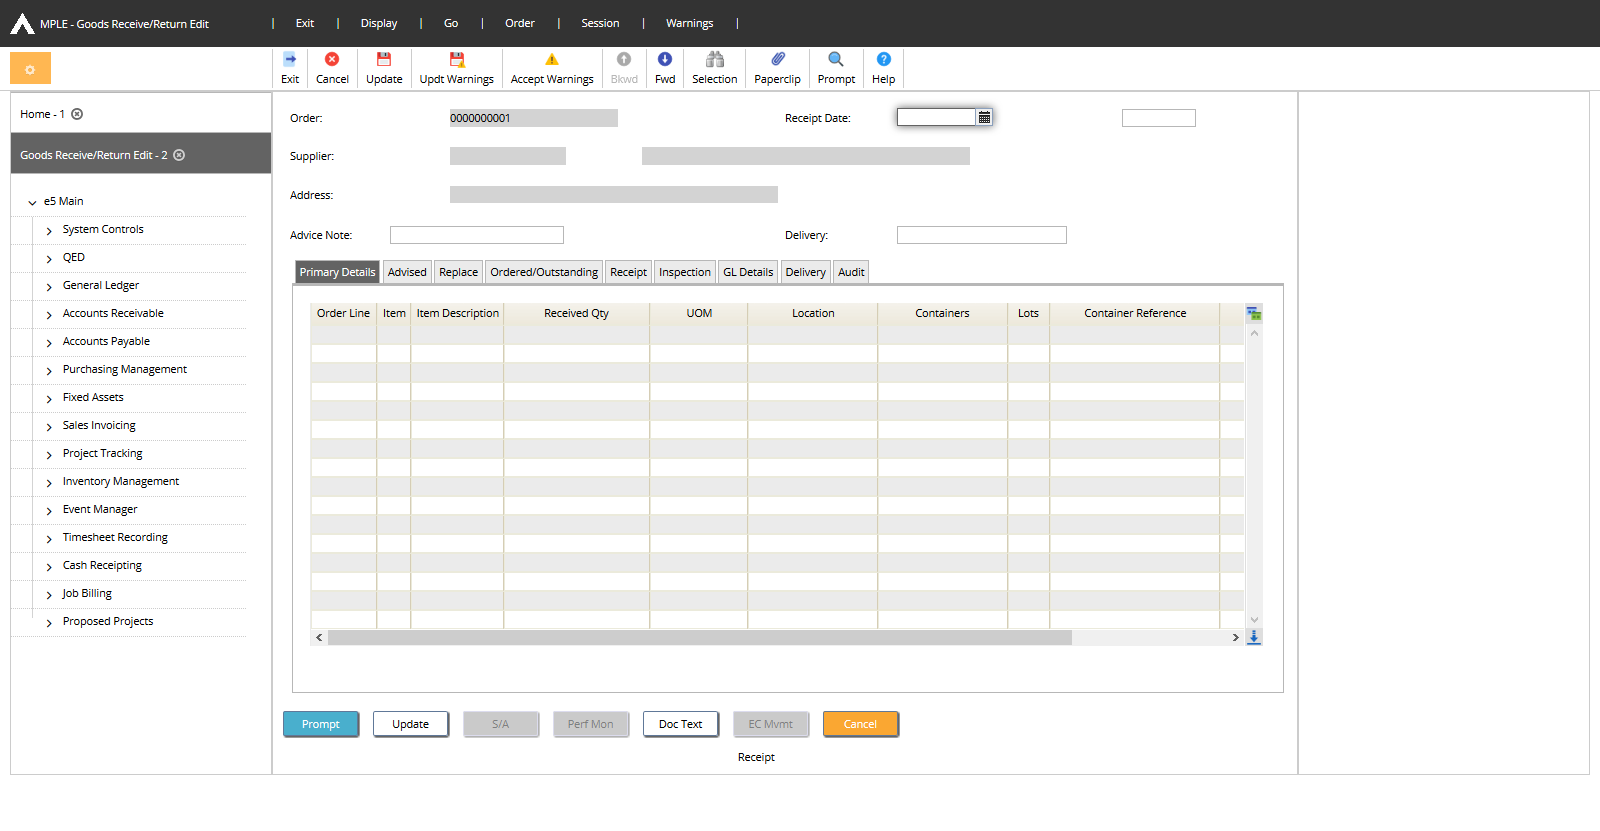 MPLE - Goods Receive/Return Edit | Exit | Display | Go | Order | Session | Warnings |
Exit Cancel Update Updt Warnings Accept Warnings Bkwd Fwd Selection Paperclip Prompt Help
Home - 1
Goods Receive/Return Edit - 2
e5 Main
System Controls
QED
General Ledger
Accounts Receivable
Accounts Payable
Purchasing Management
Fixed Assets
Sales Invoicing
Project Tracking
Inventory Management
Event Manager
Timesheet Recording
Cash Receipting
Job Billing
Proposed Projects
Order: 0000000001 Receipt Date:
Supplier:
Address:
Advice Note: Delivery:
Primary Details Advised Replace Ordered/Outstanding Receipt Inspection GL Details Delivery Audit
Order Line Item Item Description Received Qty UOM Location Containers Lots Container Reference
Prompt Update S/A Perf Mon Doc Text EC Mvmt Cancel
Receipt